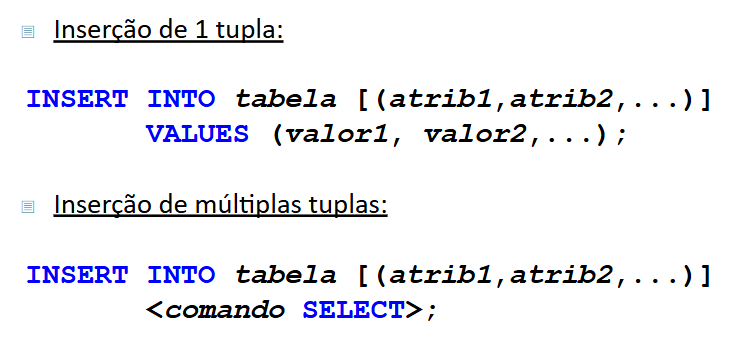 Inserção de 1 tupla:
INSERT INTO tabela [(atrib1,atrib2,...)]
VALUES (valor1, valor2,...);
Inserção de múltiplas tuplas:
INSERT INTO tabela [(atrib1,atrib2,...)]
<comando SELECT>;